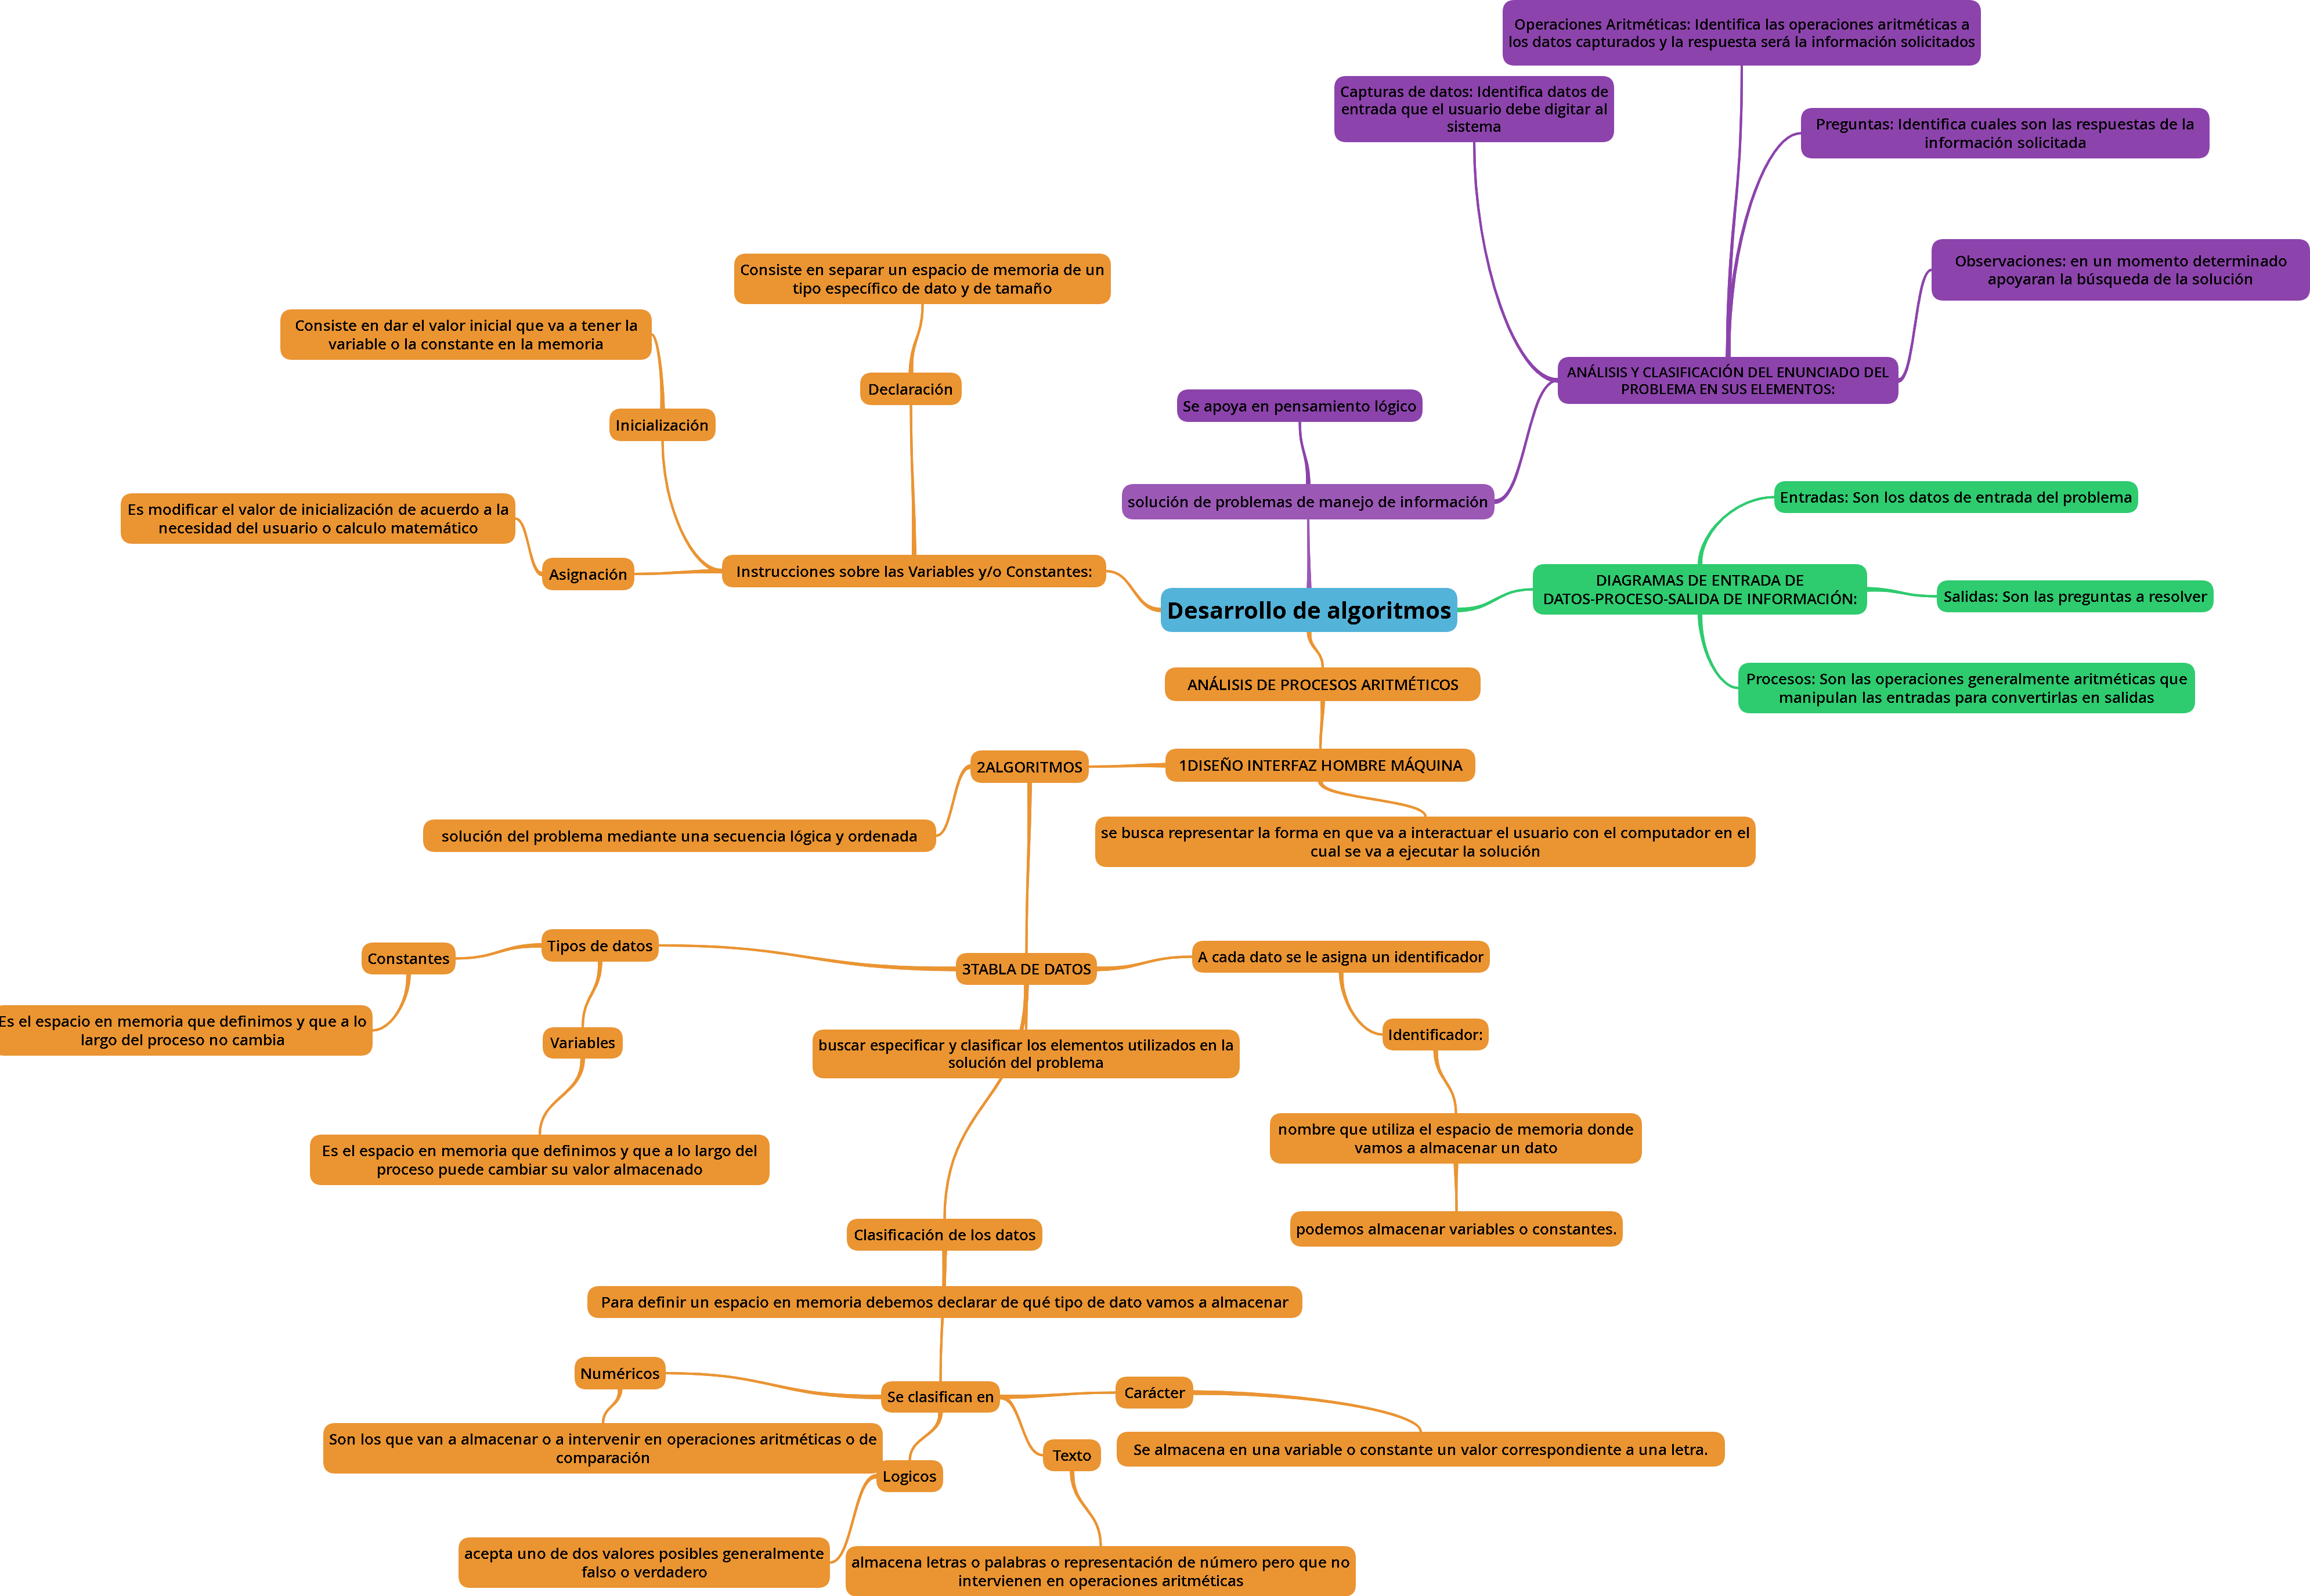 Operaciones Aritméticas: Identifica las operaciones aritméticas a
los datos capturados y la respuesta será la información solicitados
Capturas de datos: Identifica datos de
entrada que el usuario debe digitar al
sistema
Preguntas: Identifica cuales son las respuestas de la
información solicitada
Observaciones: en un momento determinado
apoyaran la búsqueda de la solución
ANÁLISIS Y CLASIFICACIÓN DEL ENUNCIADO DEL
PROBLEMA EN SUS ELEMENTOS:
Se apoya en pensamiento lógico
solución de problemas de manejo de información
Consiste en separar un espacio de memoria de un
tipo específico de dato y de tamaño
Declaración
Consiste en dar el valor inicial que va a tener la
variable o la constante en la memoria
Inicialización
Es modificar el valor de inicialización de acuerdo a la
necesidad del usuario o calculo matemático
Asignación
Instrucciones sobre las Variables y/o Constantes:
Desarrollo de algoritmos
Entradas: Son los datos de entrada del problema
DIAGRAMAS DE ENTRADA DE
DATOS-PROCESO-SALIDA DE INFORMACIÓN:
Salidas: Son las preguntas a resolver
Procesos: Son las operaciones generalmente aritméticas que
manipulan las entradas para convertirlas en salidas
ANÁLISIS DE PROCESOS ARITMÉTICOS
1DISEÑO INTERFAZ HOMBRE MÁQUINA
2ALGORITMOS
solución del problema mediante una secuencia lógica y ordenada
se busca representar la forma en que va a interactuar el usuario con el computador en el
cual se va a ejecutar la solución
Tipos de datos
Constantes
Es el espacio en memoria que definimos y que a lo
largo del proceso no cambia
Variables
Es el espacio en memoria que definimos y que a lo largo del
proceso puede cambiar su valor almacenado
3TABLA DE DATOS
A cada dato se le asigna un identificador
Identificador:
nombre que utiliza el espacio de memoria donde
vamos a almacenar un dato
podemos almacenar variables o constantes.
buscar especificar y clasificar los elementos utilizados en la
solución del problema
Clasificación de los datos
Para definir un espacio en memoria debemos declarar de qué tipo de dato vamos a almacenar
Se clasifican en
Numéricos
Son los que van a almacenar o a intervenir en operaciones aritméticas o de
comparación
Logicos
acepta uno de dos valores posibles generalmente
falso o verdadero
Carácter
Se almacena en una variable o constante un valor correspondiente a una letra.
Texto
almacena letras o palabras o representación de número pero que no
intervienen en operaciones aritméticas